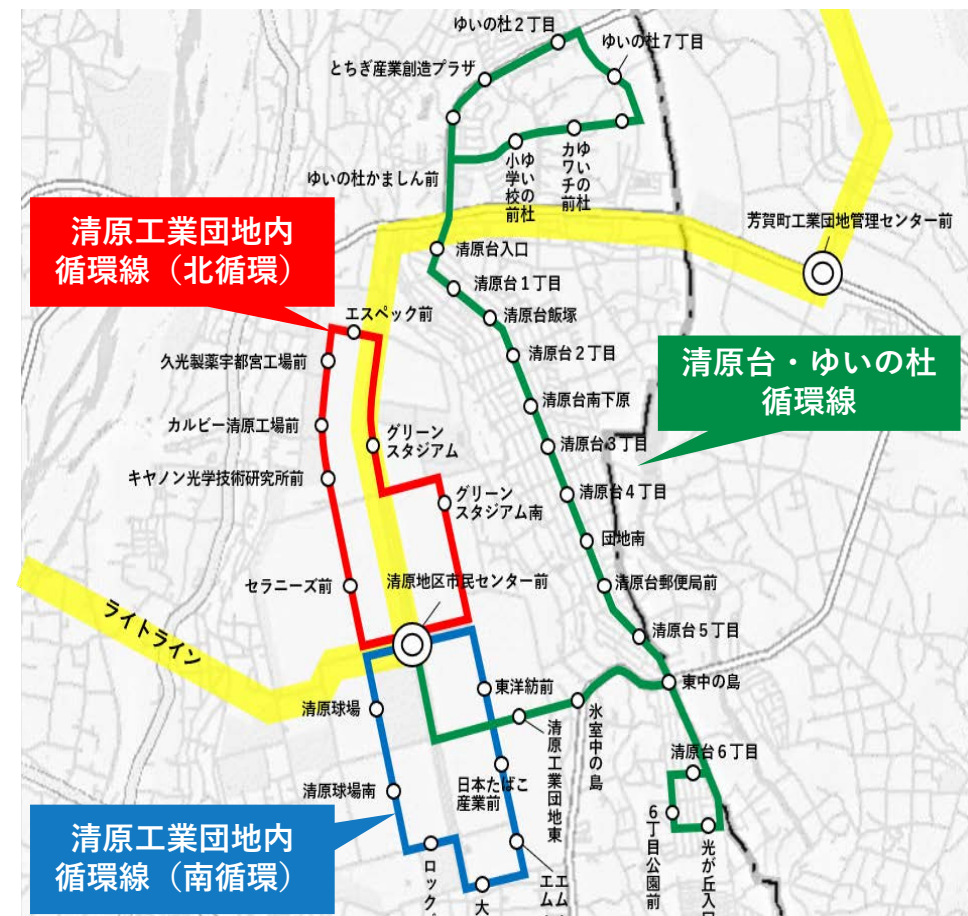 ゆいの杜２丁目
ゆいの杜７丁目
とちぎ産業創造プラザ
ゆいの杜かましん前
ゆいの杜
小学校前
ゆいの杜
カワチ前
芳賀町工業団地管理センター前
清原工業団地内
循環線（北循環）
清原台入口
清原台１丁目
清原台飯塚
清原台２丁目
清原台南下原
清原台３丁目
清原台４丁目
団地南
清原台郵便局前
清原台５丁目
東中の島
清原台・ゆいの杜
循環線
エスペック前
久光製薬宇都宮工場前
カルビー清原工場前
キヤノン光学技術研究所前
セラニーズ前
グリーン
スタジアム
グリーン
スタジアム南
清原地区市民センター前
ライトライン
清原球場
清原球場南
東洋紡前
日本たばこ
産業前
清原工業団地東
氷室中の島
清原台６丁目
６丁目公園前
光が丘入口
清原工業団地内
循環線（南循環）
ロック
大
エム
エム